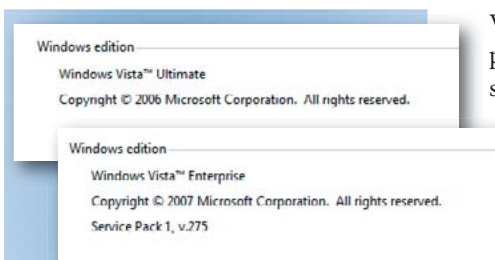 Windows edition
Windows Vista™ Ultimate
Copyright © 2006 Microsoft Corporation. All rights reserved.
Windows edition
Windows Vista™ Enterprise
Copyright © 2007 Microsoft Corporation. All rights reserved.
Service Pack 1, v.275